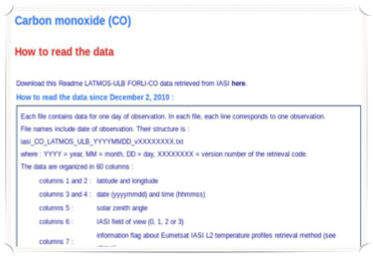 Carbon monoxide (CO)
How to read the data
Download this Readme LATMOS-ULB FORLI-CO data retrieved from IASI here.
How to read the data since December 2, 2010 :
Each file contains data for one day of observation. In each file, each line corresponds to one observation.
File names include date of observation. Their structure is :
iasi_CO_LATMOS_ULB_YYYYMMDD_vXXXXXXXX.txt
where : YYYY = year, MM = month, DD = day, XXXXXXXX = version number of the retrieval code.
The data are organized in 60 columns :
columns 1 and 2 : latitude and longitude
columns 3 and 4 : date (yyyymmdd) and time (hhmmss)
columns 5 : solar zenith angle
columns 6 : IASI field of view (0, 1, 2 or 3)
columns 7 : information flag about Eumetsat IASI L2 temperature profiles retrieval method (see